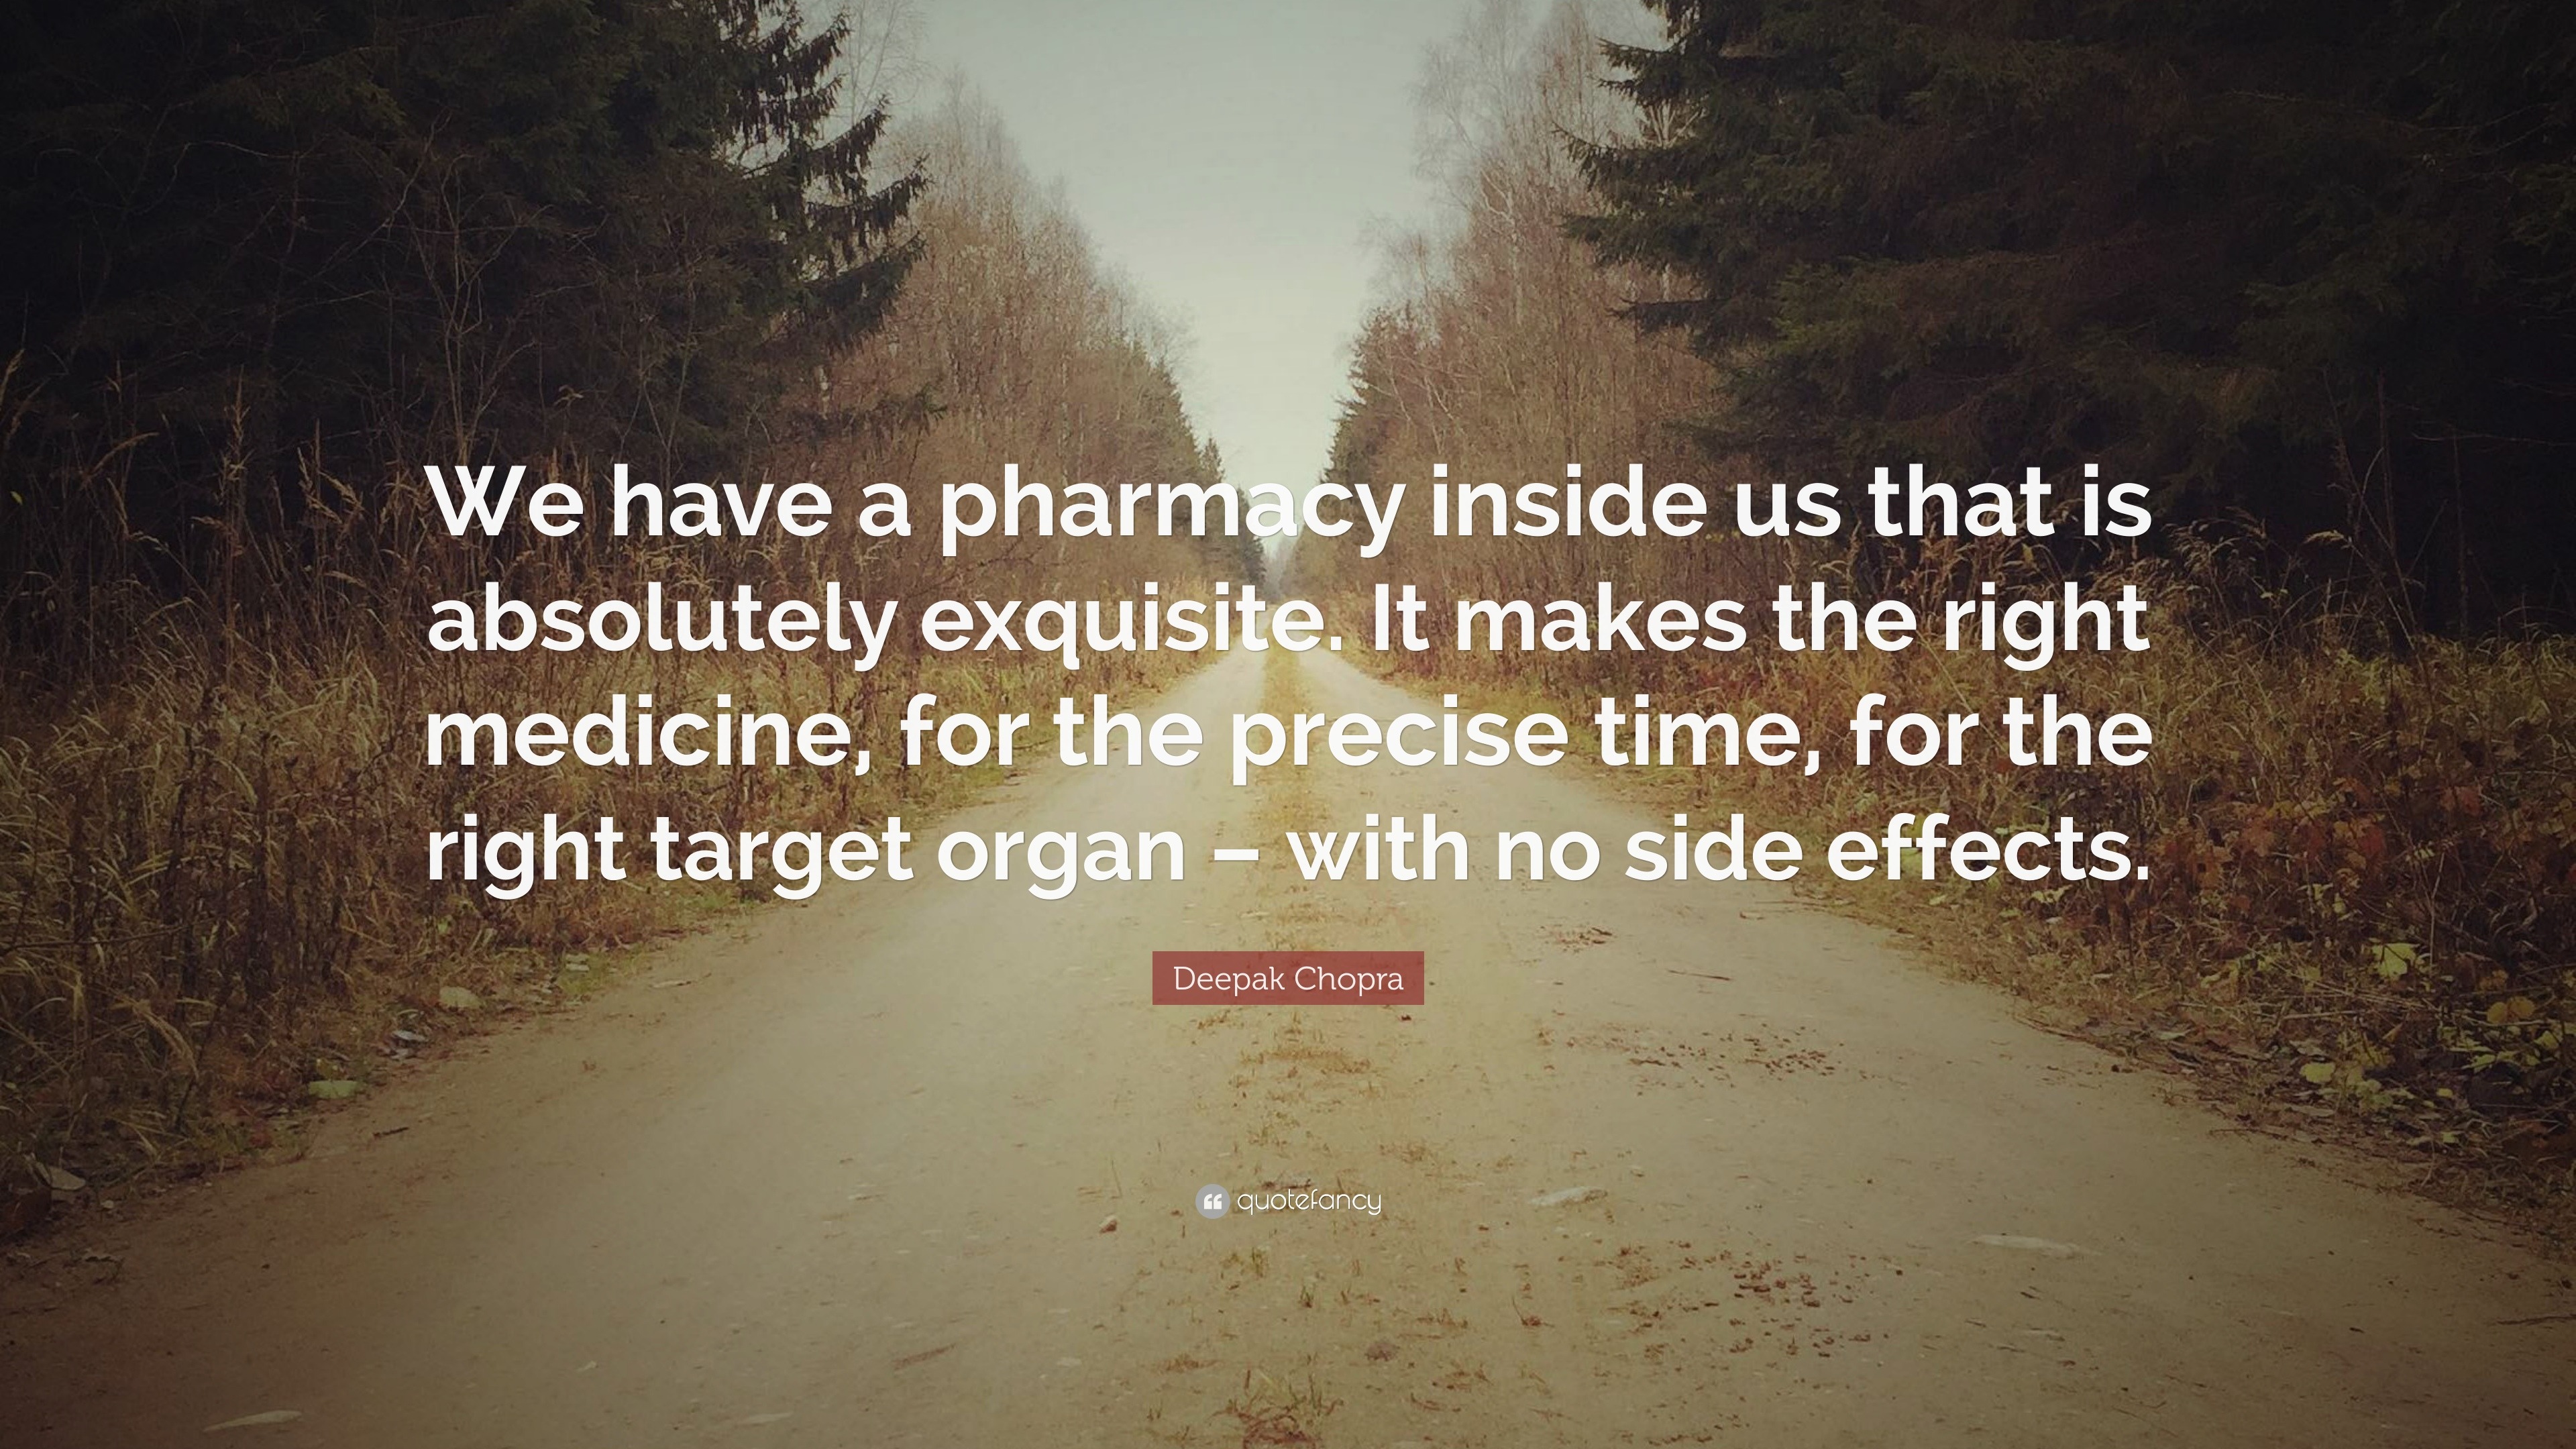 We have a pharmacy inside us that is
absolutely exquisite. It makes the right
medicine, for the precise time, for the
right target organ – with no side effects.
Deepak Chopra
quotefancy